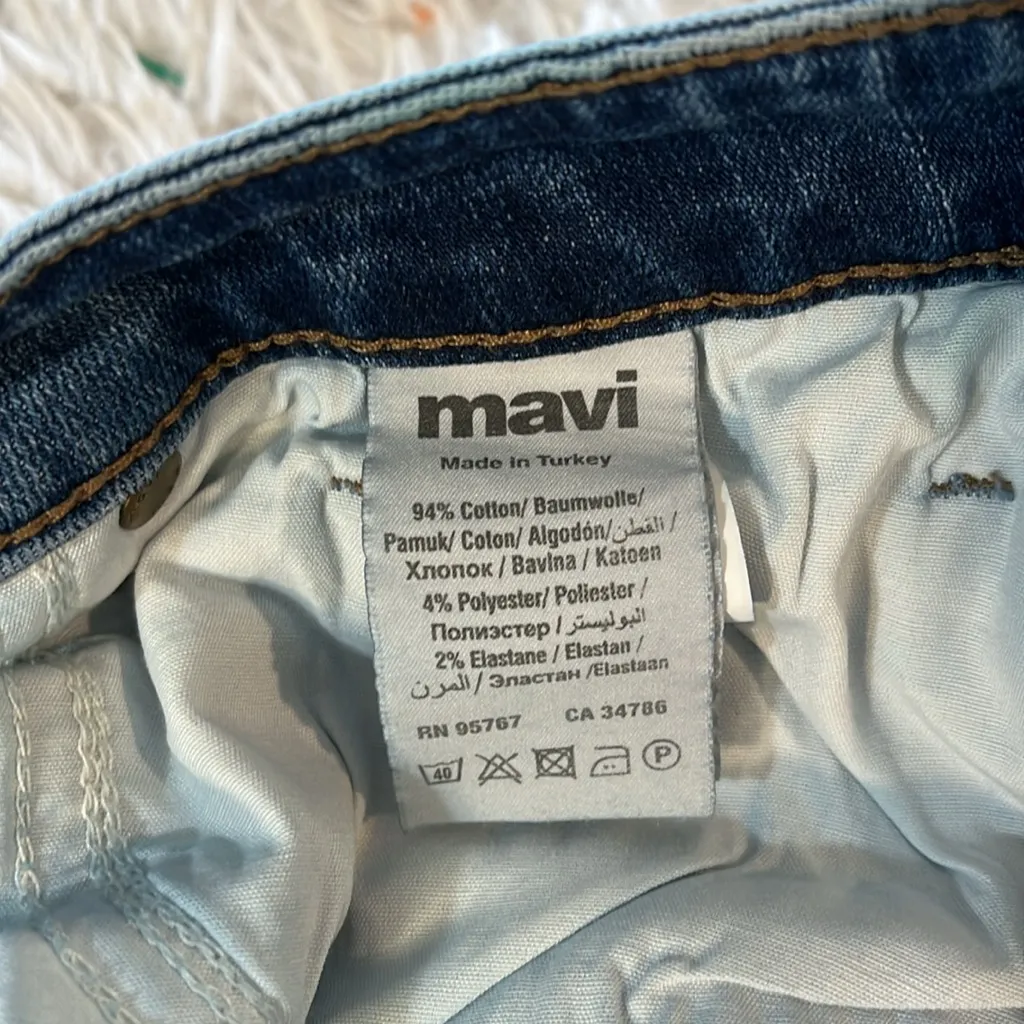 mavi
Made in Turkey
94% Cotton/ Baumwolle/
Pamuk/ Coton/ Algodón/القطن /
Хлопок / Bavlna / Katoen
4% Polyester/ Poliester /
Полиэстер / البوليستر
2% Elastane / Elastan /
المرن / Эластан /Elastaan
RN 95767 CA 34786
40 P